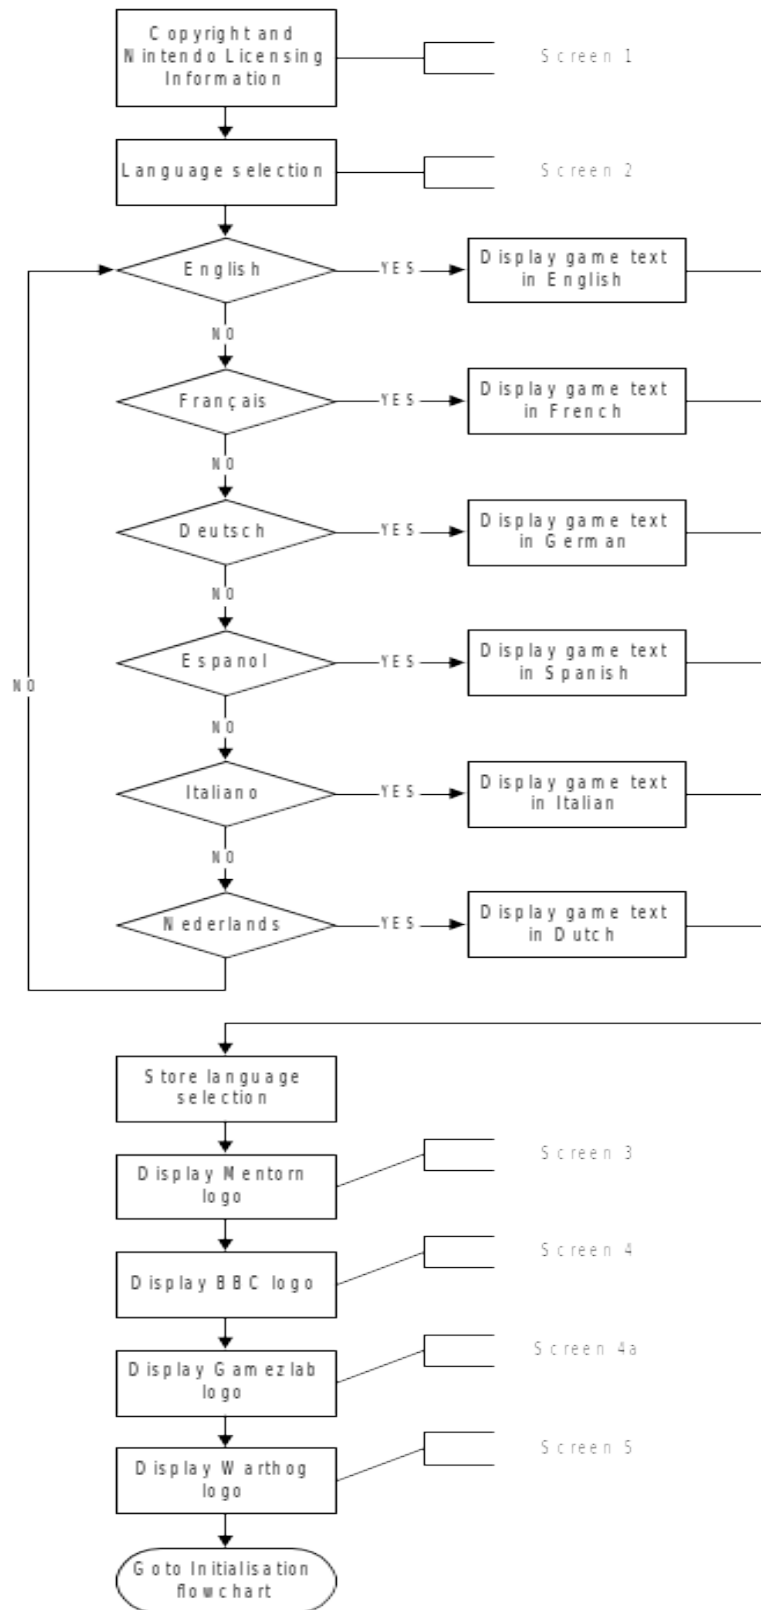 Copyright and
Nintendo Licensing
Information
Screen 1
Language selection
Screen 2
English
YES
Display game text
in English
NO
Français
YES
Display game text
in French
NO
Deutsch
YES
Display game text
in German
NO
Espanol
YES
Display game text
in Spanish
NO
NO
Italiano
YES
Display game text
in Italian
NO
Nederlands
YES
Display game text
in Dutch
Store language
selection
Display Mentorn
logo
Screen 3
Display BBC logo
Screen 4
Display Gamezlab
logo
Screen 4a
Display Warthog
logo
Screen 5
Goto Initialisation
flowchart